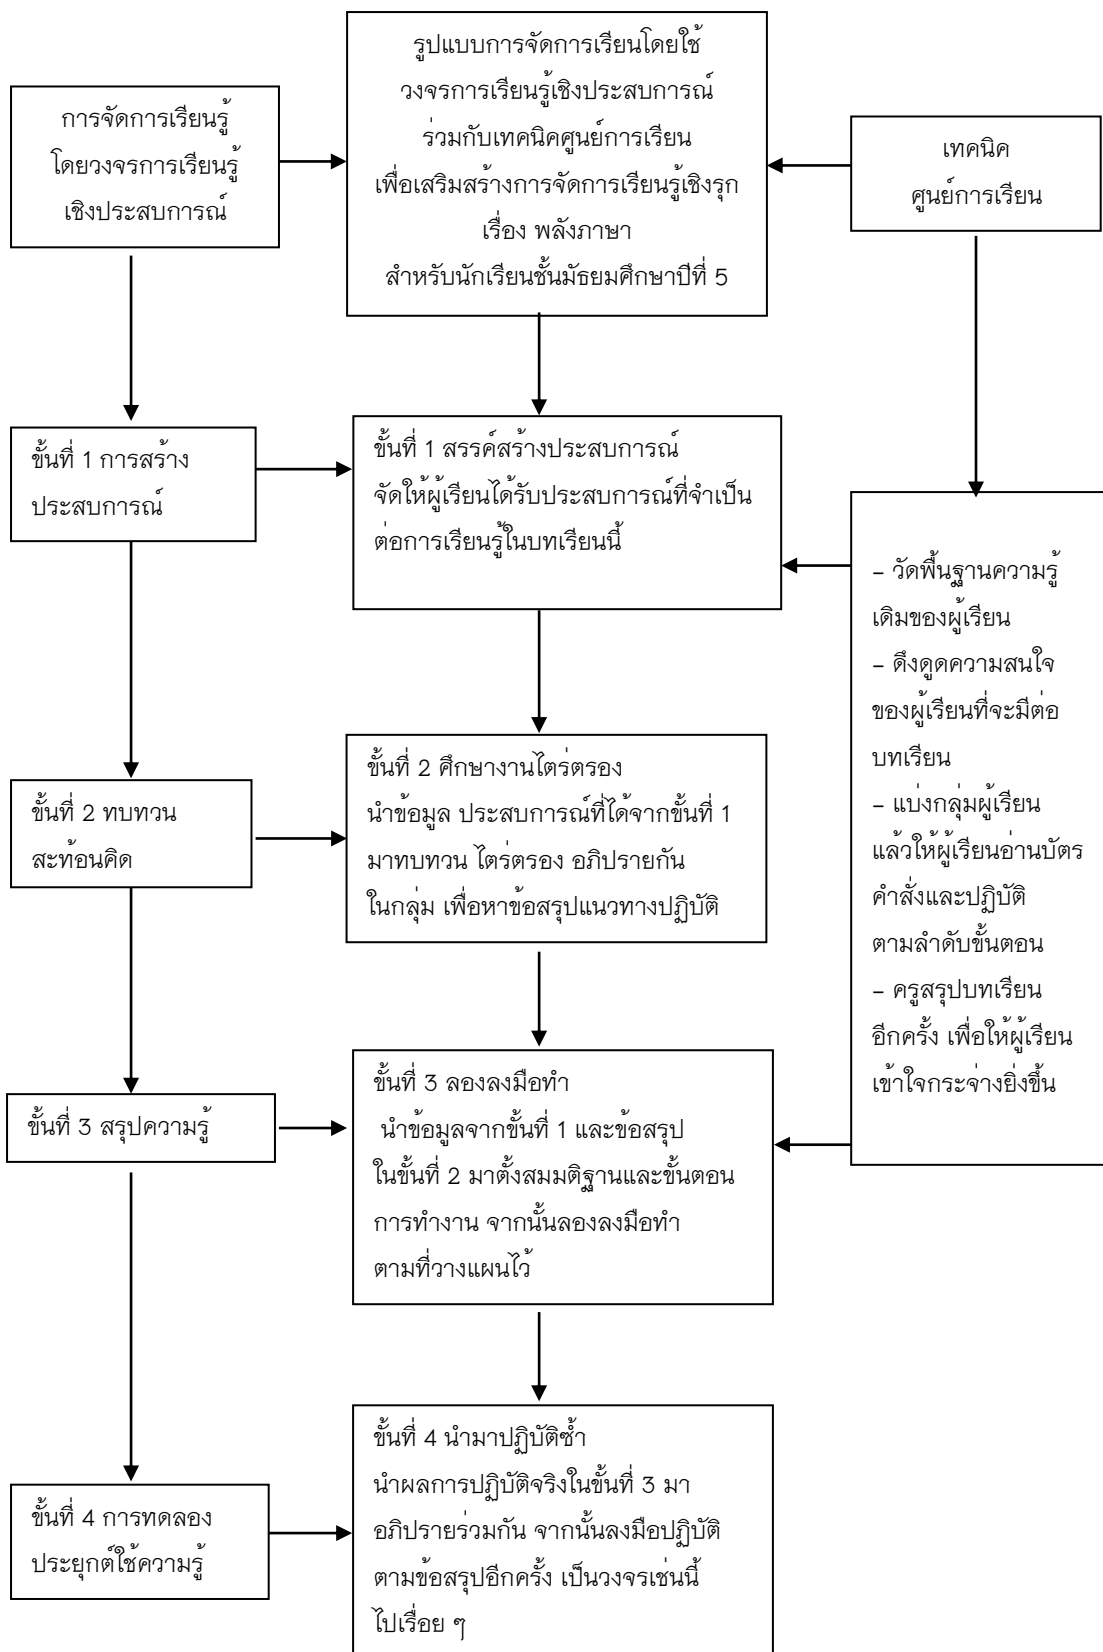 รูปแบบการจัดการเรียนโดยใช้
วงจรการเรียนรู้เชิงประสบการณ์
ร่วมกับเทคนิคศูนย์การเรียน
เพื่อเสริมสร้างการจัดการเรียนรู้เชิงรุก
เรื่อง พลังภาษา
สำหรับนักเรียนชั้นมัธยมศึกษาปีที่ 5
การจัดการเรียนรู้
โดยวงจรการเรียนรู้
เชิงประสบการณ์
เทคนิค
ศูนย์การเรียน
ขั้นที่ 1 การสร้าง
ประสบการณ์
ขั้นที่ 1 สรรค์สร้างประสบการณ์
จัดให้ผู้เรียนได้รับประสบการณ์ที่จำเป็น
ต่อการเรียนรู้ในบทเรียนนี้
– วัดพื้นฐานความรู้
เดิมของผู้เรียน
– ดึงดูดความสนใจ
ของผู้เรียนที่จะมีต่อ
บทเรียน
– แบ่งกลุ่มผู้เรียน
แล้วให้ผู้เรียนอ่านบัตร
คำสั่งและปฏิบัติ
ตามลำดับขั้นตอน
– ครูสรุปบทเรียน
อีกครั้ง เพื่อให้ผู้เรียน
เข้าใจกระจ่างยิ่งขึ้น
ขั้นที่ 2 ทบทวน
สะท้อนคิด
ขั้นที่ 2 ศึกษางานไตร่ตรอง
นำข้อมูล ประสบการณ์ที่ได้จากขั้นที่ 1
มาทบทวน ไตร่ตรอง อภิปรายกัน
ในกลุ่ม เพื่อหาข้อสรุปแนวทางปฏิบัติ
ขั้นที่ 3 สรุปความรู้
ขั้นที่ 3 ลองลงมือทำ
นำข้อมูลจากขั้นที่ 1 และข้อสรุป
ในขั้นที่ 2 มาตั้งสมมติฐานและขั้นตอน
การทำงาน จากนั้นลองลงมือทำ
ตามที่วางแผนไว้
ขั้นที่ 4 การทดลอง
ประยุกต์ใช้ความรู้
ขั้นที่ 4 นำมาปฏิบัติซ้ำ
นำผลการปฏิบัติจริงในขั้นที่ 3 มา
อภิปรายร่วมกัน จากนั้นลงมือปฏิบัติ
ตามข้อสรุปอีกครั้ง เป็นวงจรเช่นนี้
ไปเรื่อย ๆ